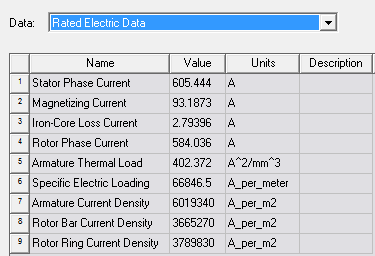 Data: Rated Electric Data
Name Value Units Description
1 Stator Phase Current 605.444 A
2 Magnetizing Current 93.1873 A
3 Iron-Core Loss Current 2.79396 A
4 Rotor Phase Current 584.036 A
5 Armature Thermal Load 402.372 A^2/mm^3
6 Specific Electric Loading 66846.5 A_per_meter
7 Armature Current Density 6019340 A_per_m2
8 Rotor Bar Current Density 3665270 A_per_m2
9 Rotor Ring Current Density 3789830 A_per_m2